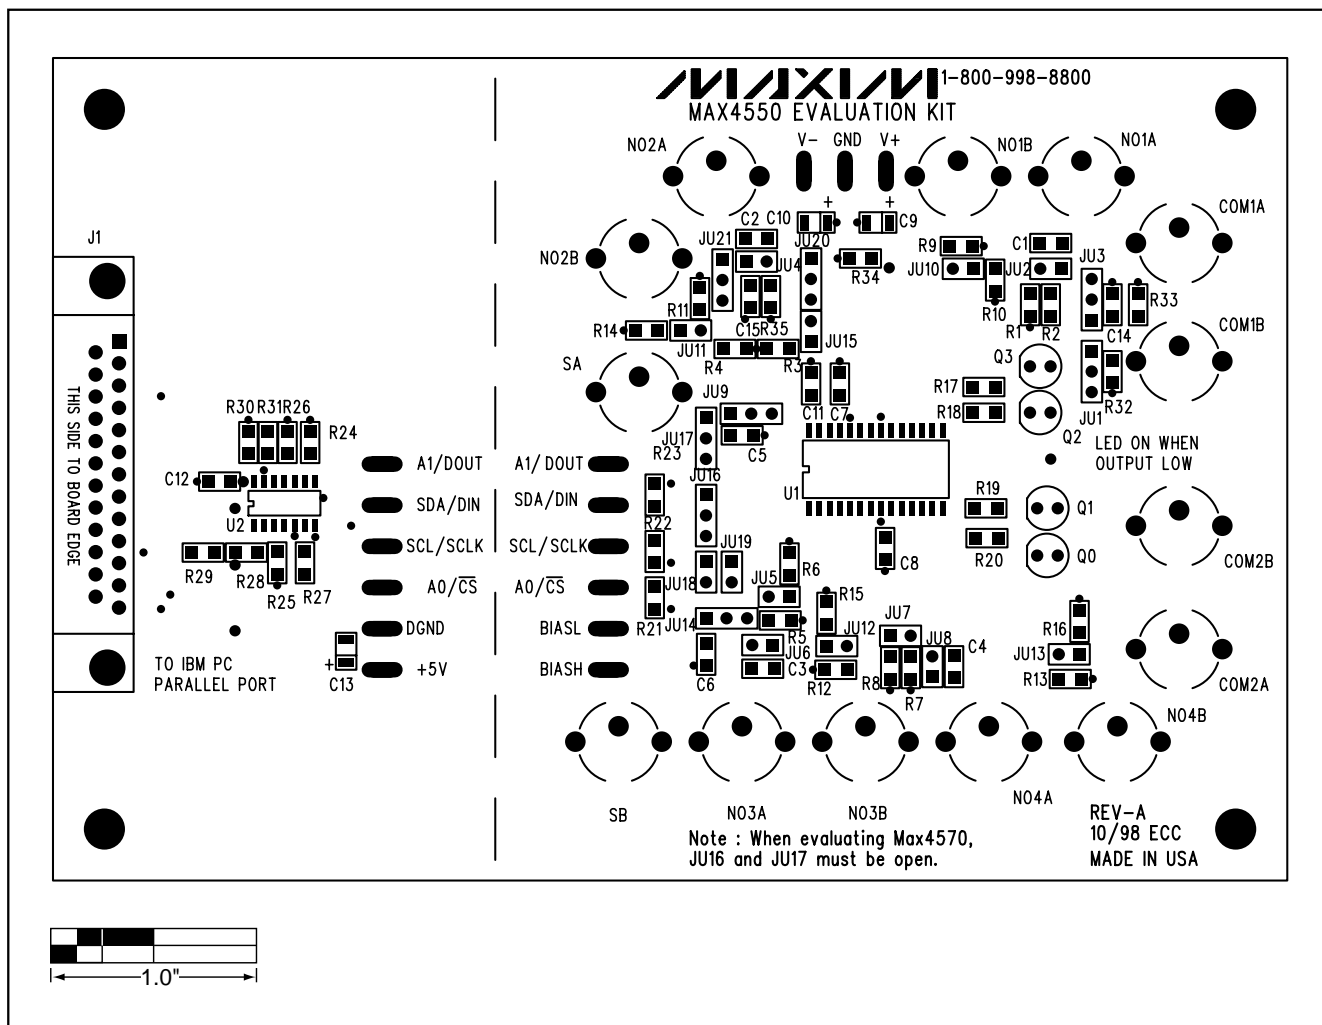 MAXIM 1-800-998-8800
MAX4550 EVALUATION KIT
NO2A
V-
GND
V+
NO1B
NO1A
COM1A
J1
NO2B
JU21
C2
C10
+
JU20
+
C9
R9
C1
JU3
JU4
R34
JU10
JU2
R11
R10
R1
R2
R33
C14
COM1B
R14
JU11
C15
R35
JU15
R4
R3
Q3
SA
JU9
C11
C7
R17
R18
JU1
R32
Q2
THIS SIDE TO BOARD EDGE
R30
R31
R26
R24
JU17
R23
C5
LED ON WHEN
OUTPUT LOW
A1/DOUT
A1/DOUT
C12
JU16
U1
SDA/DIN
SDA/DIN
R19
Q1
U2
R22
SCL/SCLK
SCL/SCLK
JU19
R20
Q0
COM2B
C8
R29
R28
R25
R27
A0/CS
A0/CS
JU18
JU5
R6
R15
R21
JU14
R5
JU12
JU7
JU8
C4
R16
DGND
BIASL
JU6
JU13
TO IBM PC
PARALLEL PORT
+
C13
+5V
BIASH
C6
C3
R12
R8
R7
R13
COM2A
NO4B
SB
NO3A
NO3B
NO4A
REV-A
10/98 ECC
MADE IN USA
Note : When evaluating Max4570,
JU16 and JU17 must be open.
1.0"